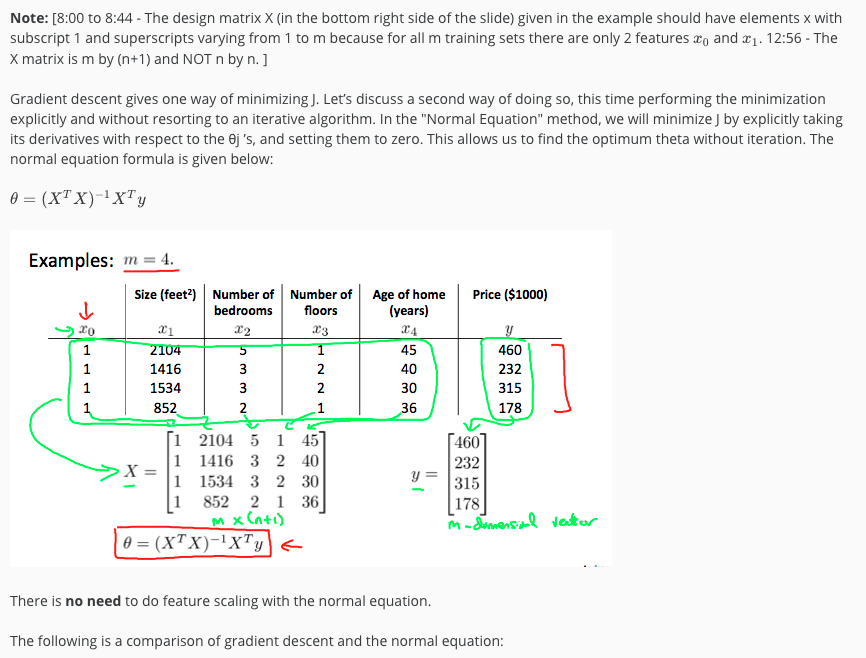 Note: [8:00 to 8:44 - The design matrix X (in the bottom right side of the slide) given in the example should have elements x with
subscript 1 and superscripts varying from 1 to m because for all m training sets there are only 2 features x₀ and x₁. 12:56 - The
X matrix is m by (n+1) and NOT n by n. ]
Gradient descent gives one way of minimizing J. Let's discuss a second way of doing so, this time performing the minimization
explicitly and without resorting to an iterative algorithm. In the "Normal Equation" method, we will minimize J by explicitly taking
its derivatives with respect to the θj 's, and setting them to zero. This allows us to find the optimum theta without iteration. The
normal equation formula is given below:
θ = (XᵀX)⁻¹Xᵀy
Examples: m = 4.
Size (feet²) Number of bedrooms Number of floors Age of home (years) Price ($1000)
x₀ x₁ x₂ x₃ x₄ y
1 2104 5 1 45 460
1 1416 3 2 40 232
1 1534 3 2 30 315
1 852 2 1 36 178
X = [1 2104 5 1 45
1 1416 3 2 40
1 1534 3 2 30
1 852 2 1 36]
m x (n+1)
y = [460
232
315
178]
m-dimensional vector
θ = (XᵀX)⁻¹Xᵀy
There is no need to do feature scaling with the normal equation.
The following is a comparison of gradient descent and the normal equation: